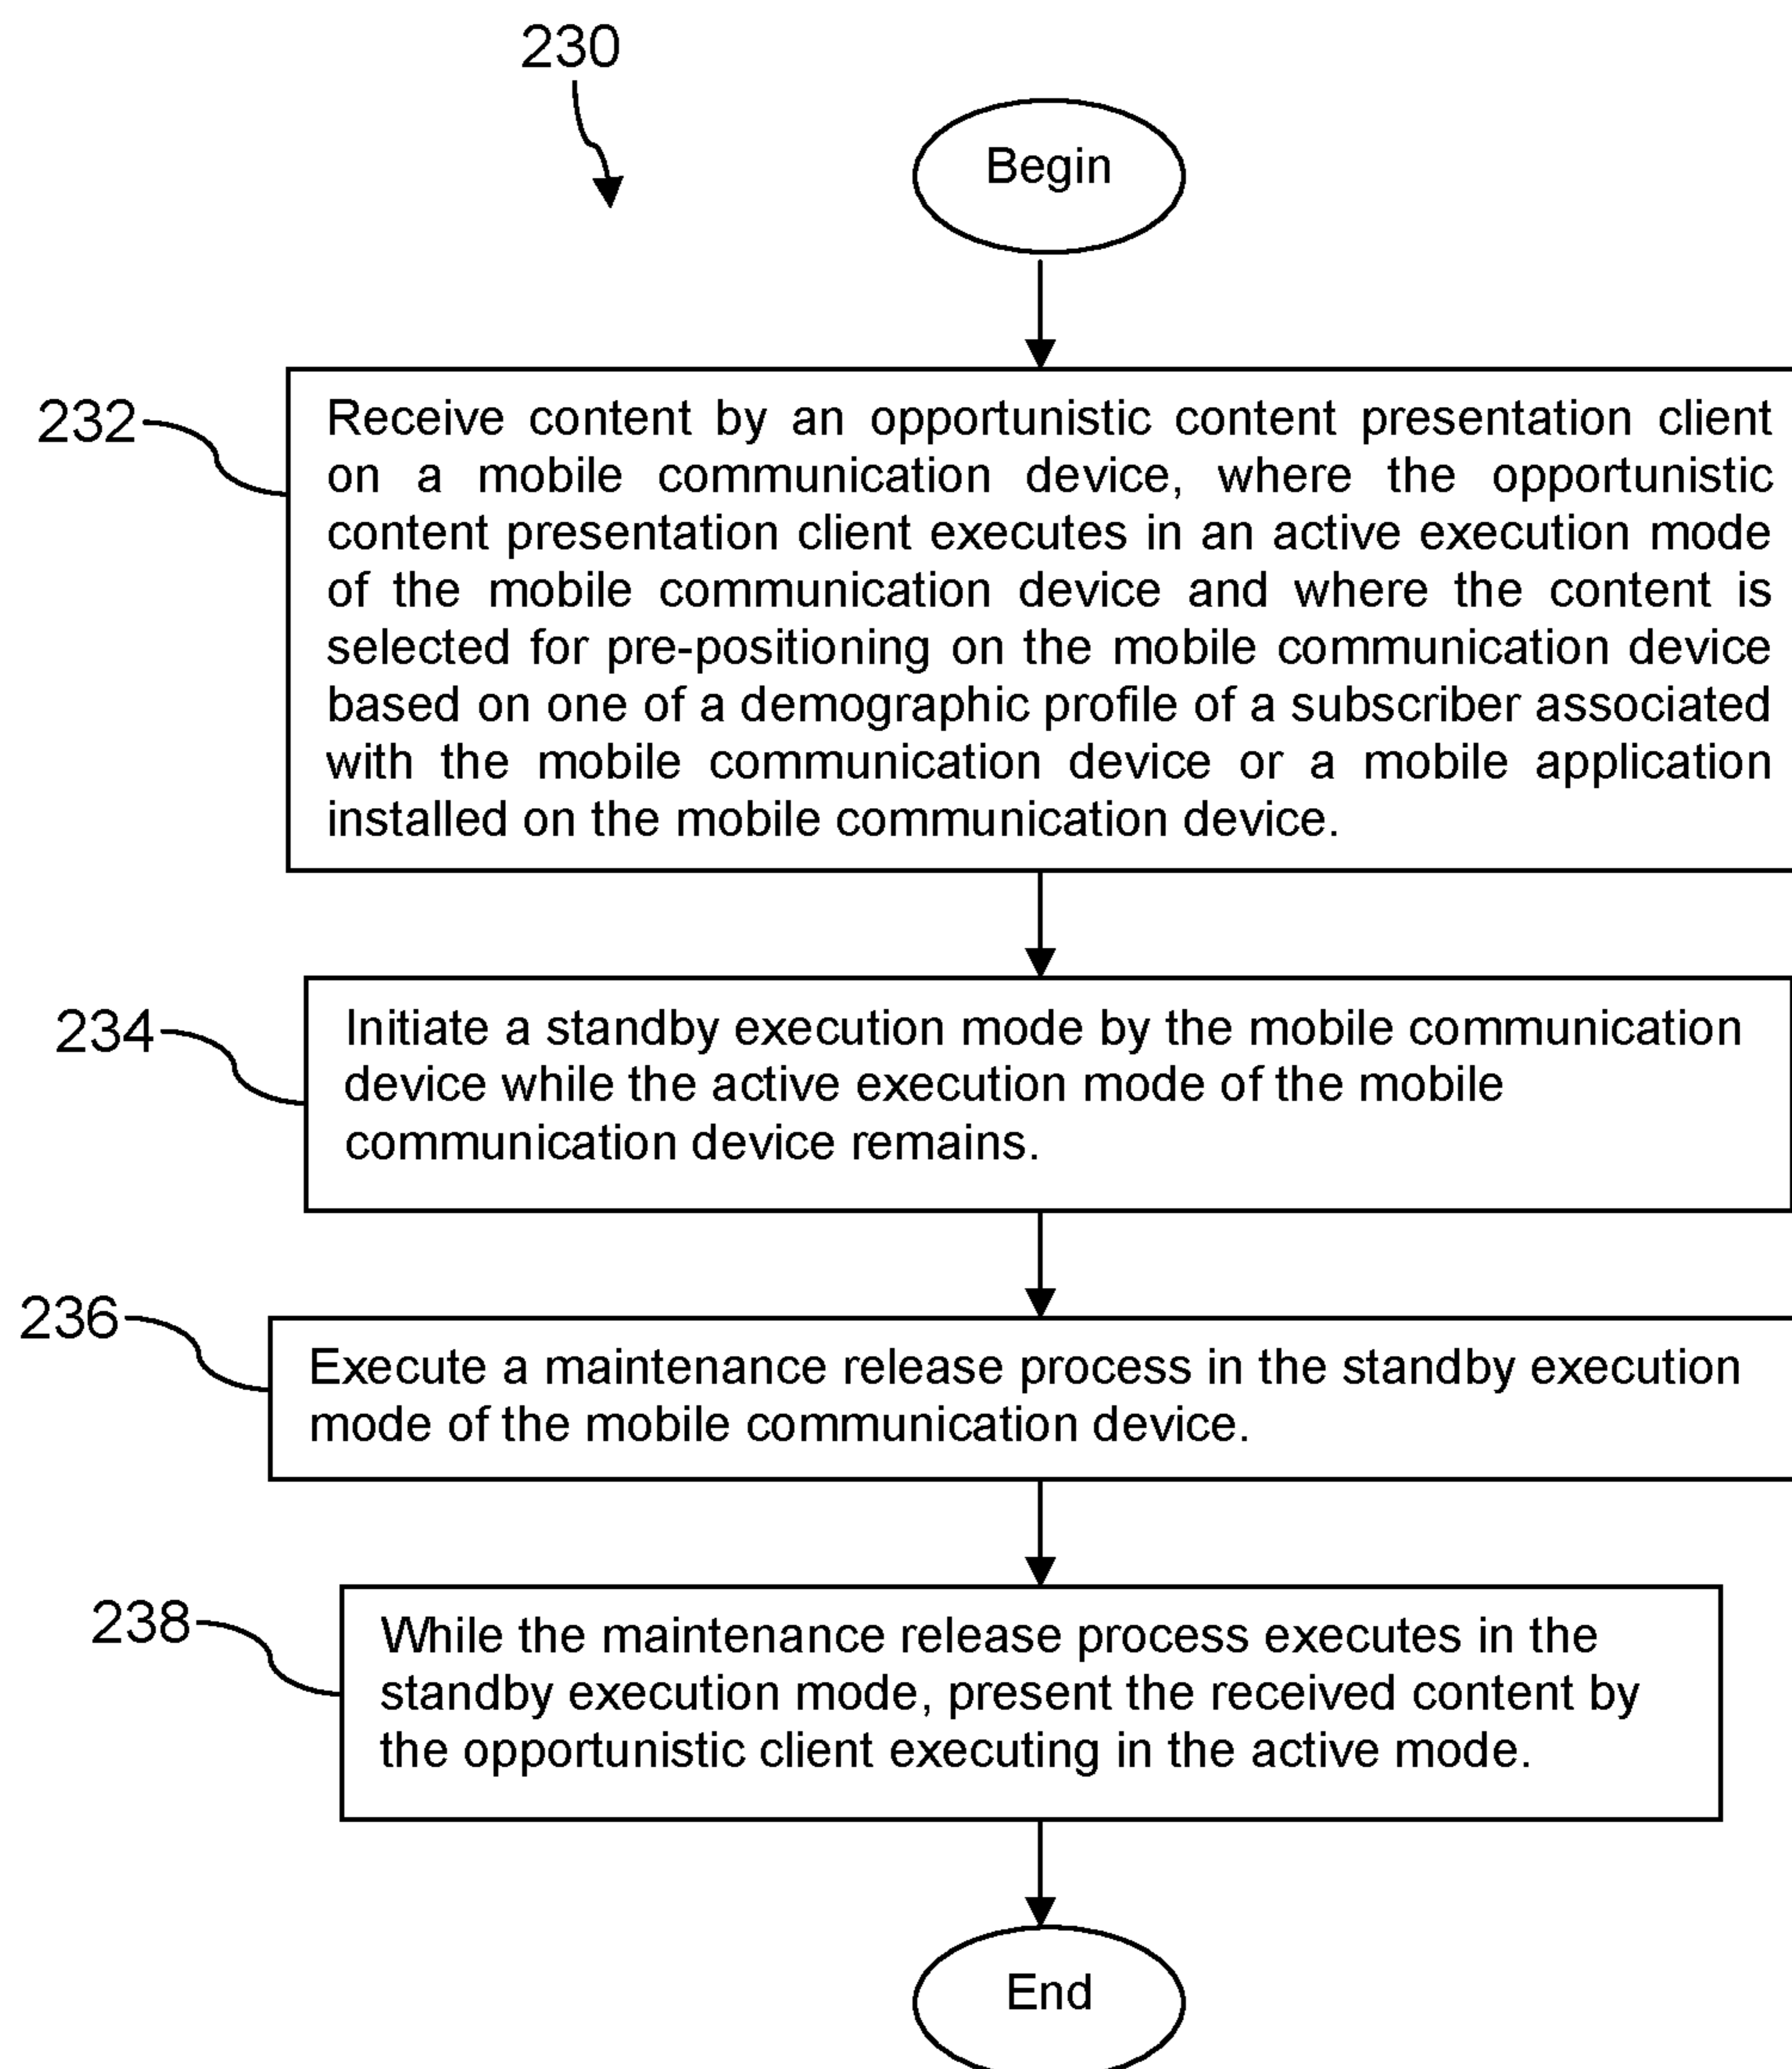 230
Begin
232
Receive content by an opportunistic content presentation client
on a mobile communication device, where the opportunistic
content presentation client executes in an active execution mode
of the mobile communication device and where the content is
selected for pre-positioning on the mobile communication device
based on one of a demographic profile of a subscriber associated
with the mobile communication device or a mobile application
installed on the mobile communication device.
234
Initiate a standby execution mode by the mobile communication
device while the active execution mode of the mobile
communication device remains.
236
Execute a maintenance release process in the standby execution
mode of the mobile communication device.
238
While the maintenance release process executes in the
standby execution mode, present the received content by
the opportunistic client executing in the active mode.
End